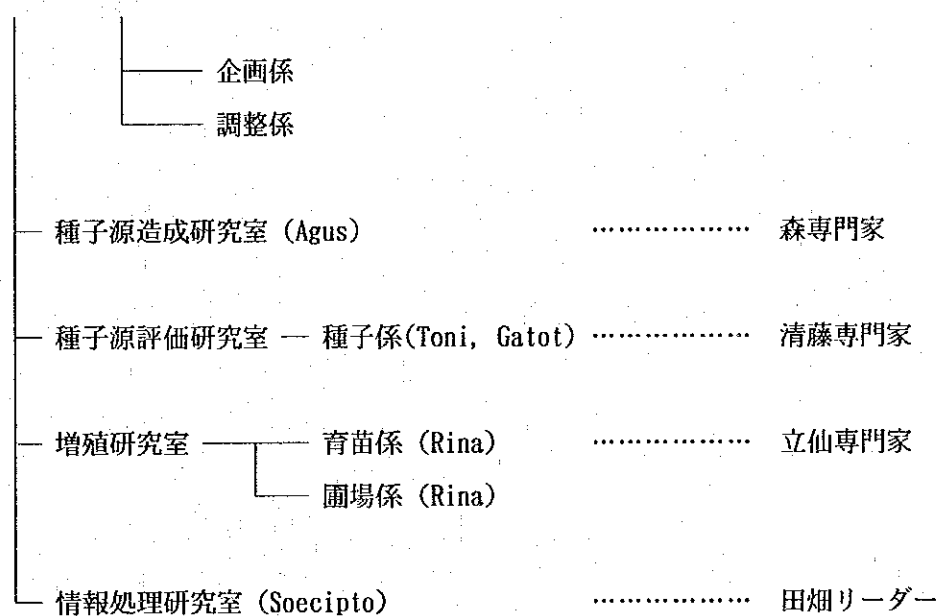 企画係
調整係
種子源造成研究室 (Agus) ……………… 森専門家
種子源評価研究室 — 種子係(Toni, Gatot) ……………… 清藤専門家
増殖研究室 育苗係 (Rina) ……………… 立仙専門家
圃場係 (Rina)
情報処理研究室 (Soecipto) ……………… 田畑リーダー